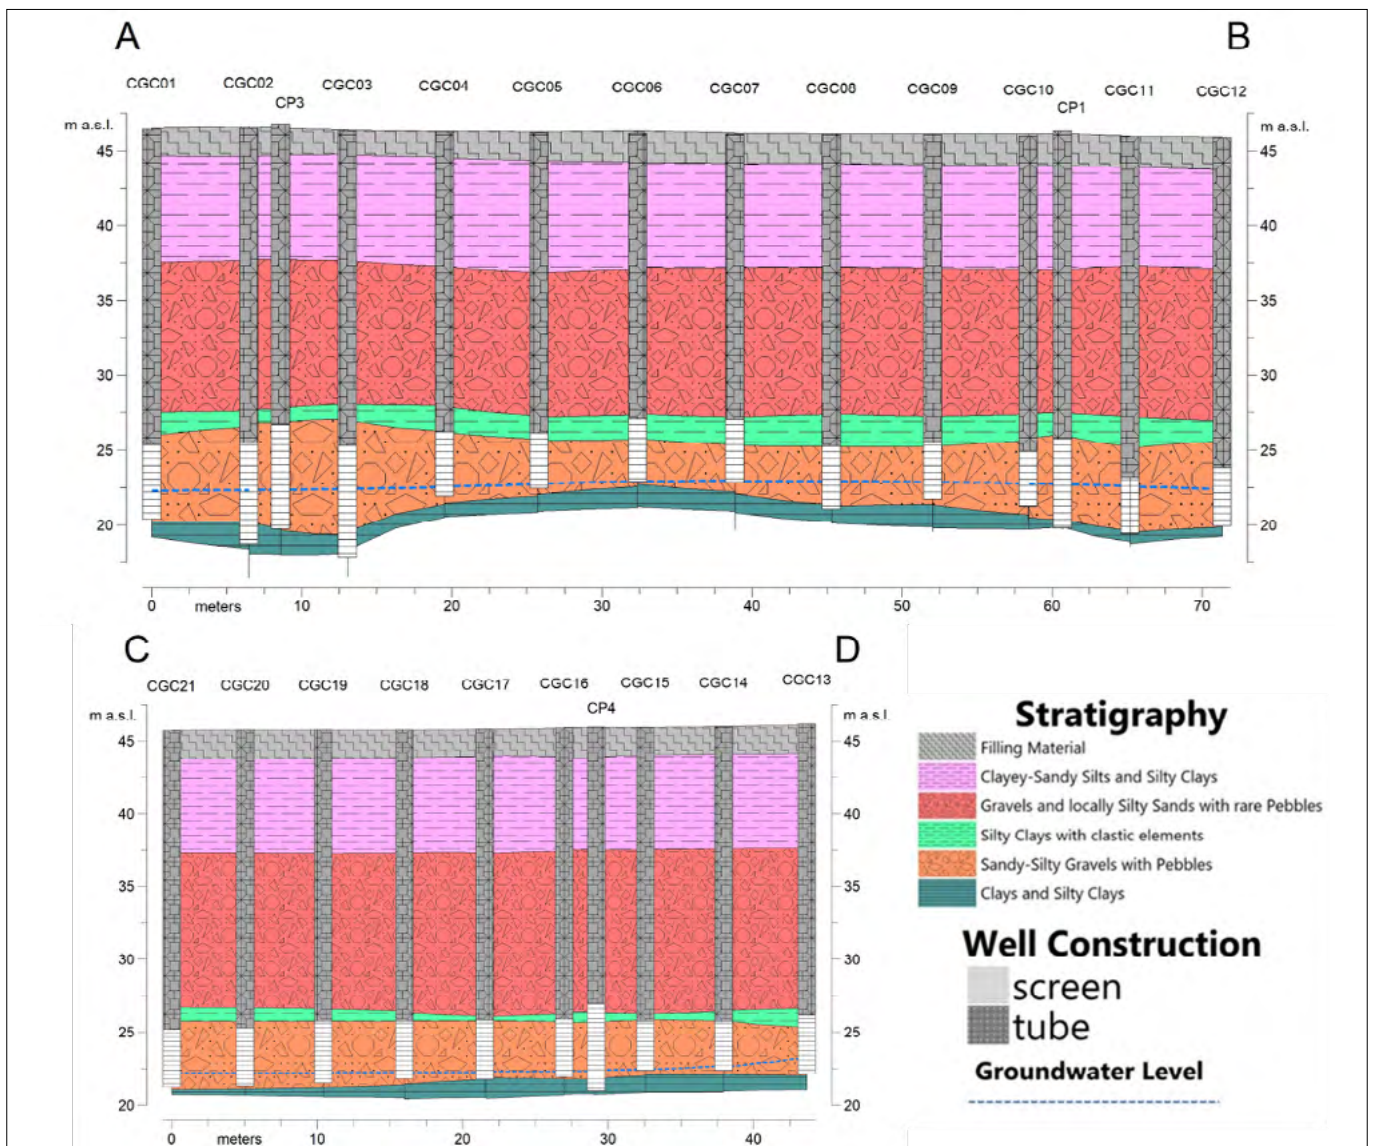 A B
CGC01 CGC02 CP3 CGC03 CGC04 CGC05 CGC06 CGC07 CGC08 CGC09 CGC10 CP1 CGC11 CGC12
m a.s.l. m a.s.l.
45 45
40 40
35 35
30 30
25 25
20 20
0 meters 10 20 30 40 50 60 70
C D
CGC21 CGC20 CGC19 CGC18 CGC17 CGC16 CP4 CGC15 CGC14 CGC13
m a.s.l. m a.s.l.
45 45
40 40
35 35
30 30
25 25
20 20
0 meters 10 20 30 40
Stratigraphy
Filling Material
Clayey-Sandy Silts and Silty Clays
Gravels and locally Silty Sands with rare Pebbles
Silty Clays with clastic elements
Sandy-Silty Gravels with Pebbles
Clays and Silty Clays
Well Construction
screen
tube
Groundwater Level